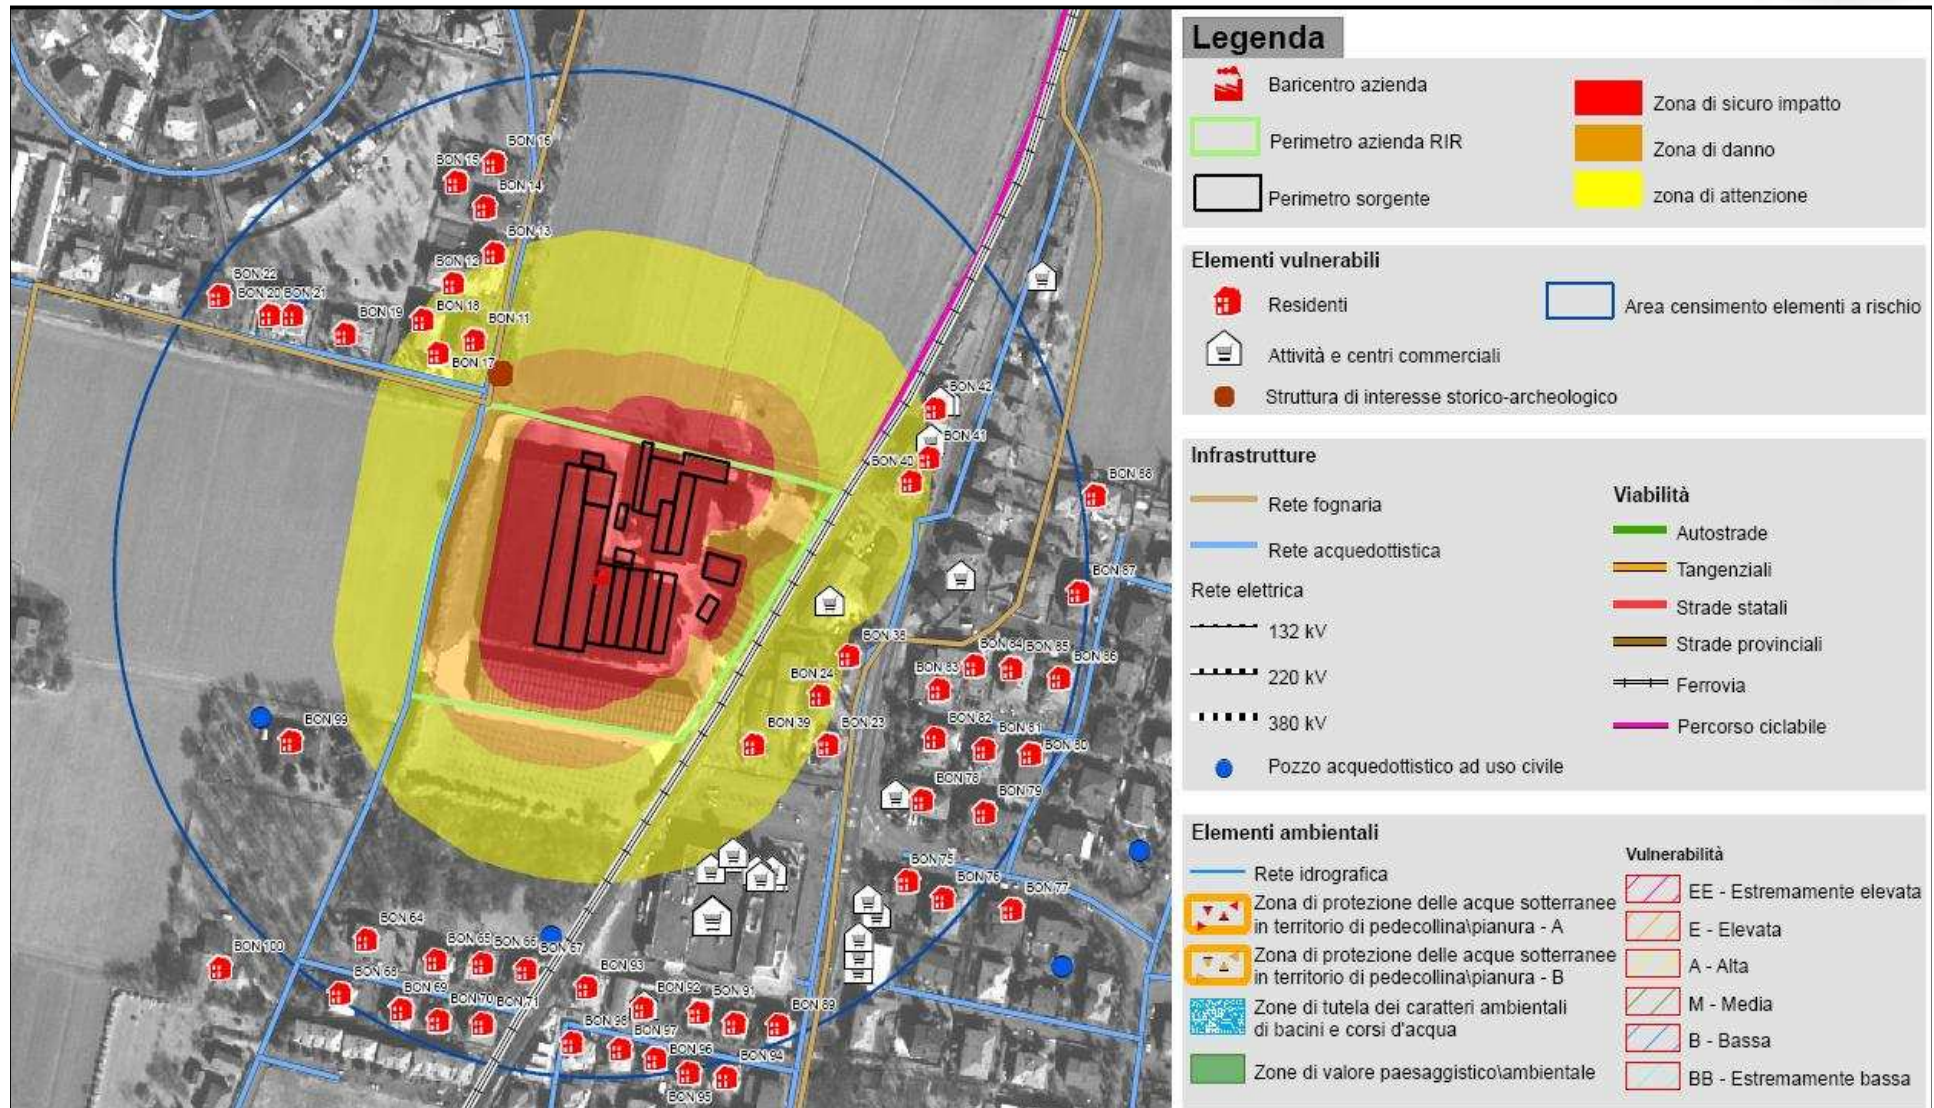 BON 16
BON 15
BON 14
BON 13
BON 12
BON 22
BON 20
BON 21
BON 19
BON 18
BON 11
BON 17
BON 42
BON 41
BON 40
BON 88
BON 87
BON 38
BON 84
BON 85
BON 86
BON 83
BON 24
BON 99
BON 39
BON 23
BON 82
BON 81
BON 80
BON 78
BON 79
BON 75
BON 76
BON 77
BON 64
BON 65
BON 66
BON 67
BON 100
BON 68
BON 69
BON 70
BON 71
BON 93
BON 92
BON 91
BON 89
BON 98
BON 97
BON 96
BON 94
BON 95
Legenda
Baricentro azienda
Perimetro azienda RIR
Perimetro sorgente
Zona di sicuro impatto
Zona di danno
zona di attenzione
Elementi vulnerabili
Residenti
Area censimento elementi a rischio
Attività e centri commerciali
Struttura di interesse storico-archeologico
Infrastrutture
Rete fognaria
Rete acquedottistica
Rete elettrica
132 kV
220 kV
380 kV
Pozzo acquedottistico ad uso civile
Viabilità
Autostrade
Tangenziali
Strade statali
Strade provinciali
Ferrovia
Percorso ciclabile
Elementi ambientali
Rete idrografica
Zona di protezione delle acque sotterranee
in territorio di pedecollina\pianura - A
Zona di protezione delle acque sotterranee
in territorio di pedecollina\pianura - B
Zone di tutela dei caratteri ambientali
di bacini e corsi d'acqua
Zone di valore paesaggistico\ambientale
Vulnerabilità
EE - Estremamente elevata
E - Elevata
A - Alta
M - Media
B - Bassa
BB - Estremamente bassa